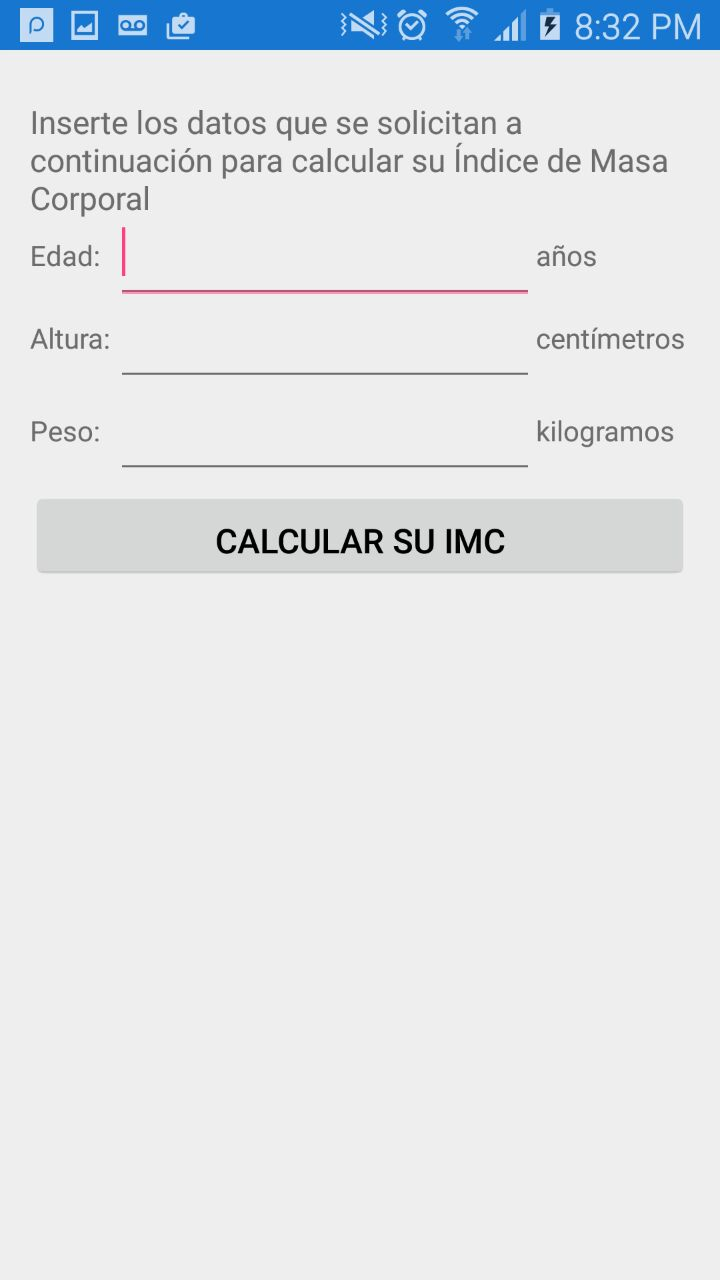 8:32 PM
Inserte los datos que se solicitan a
continuación para calcular su Índice de Masa
Corporal
Edad: años
Altura: centímetros
Peso: kilogramos
CALCULAR SU IMC